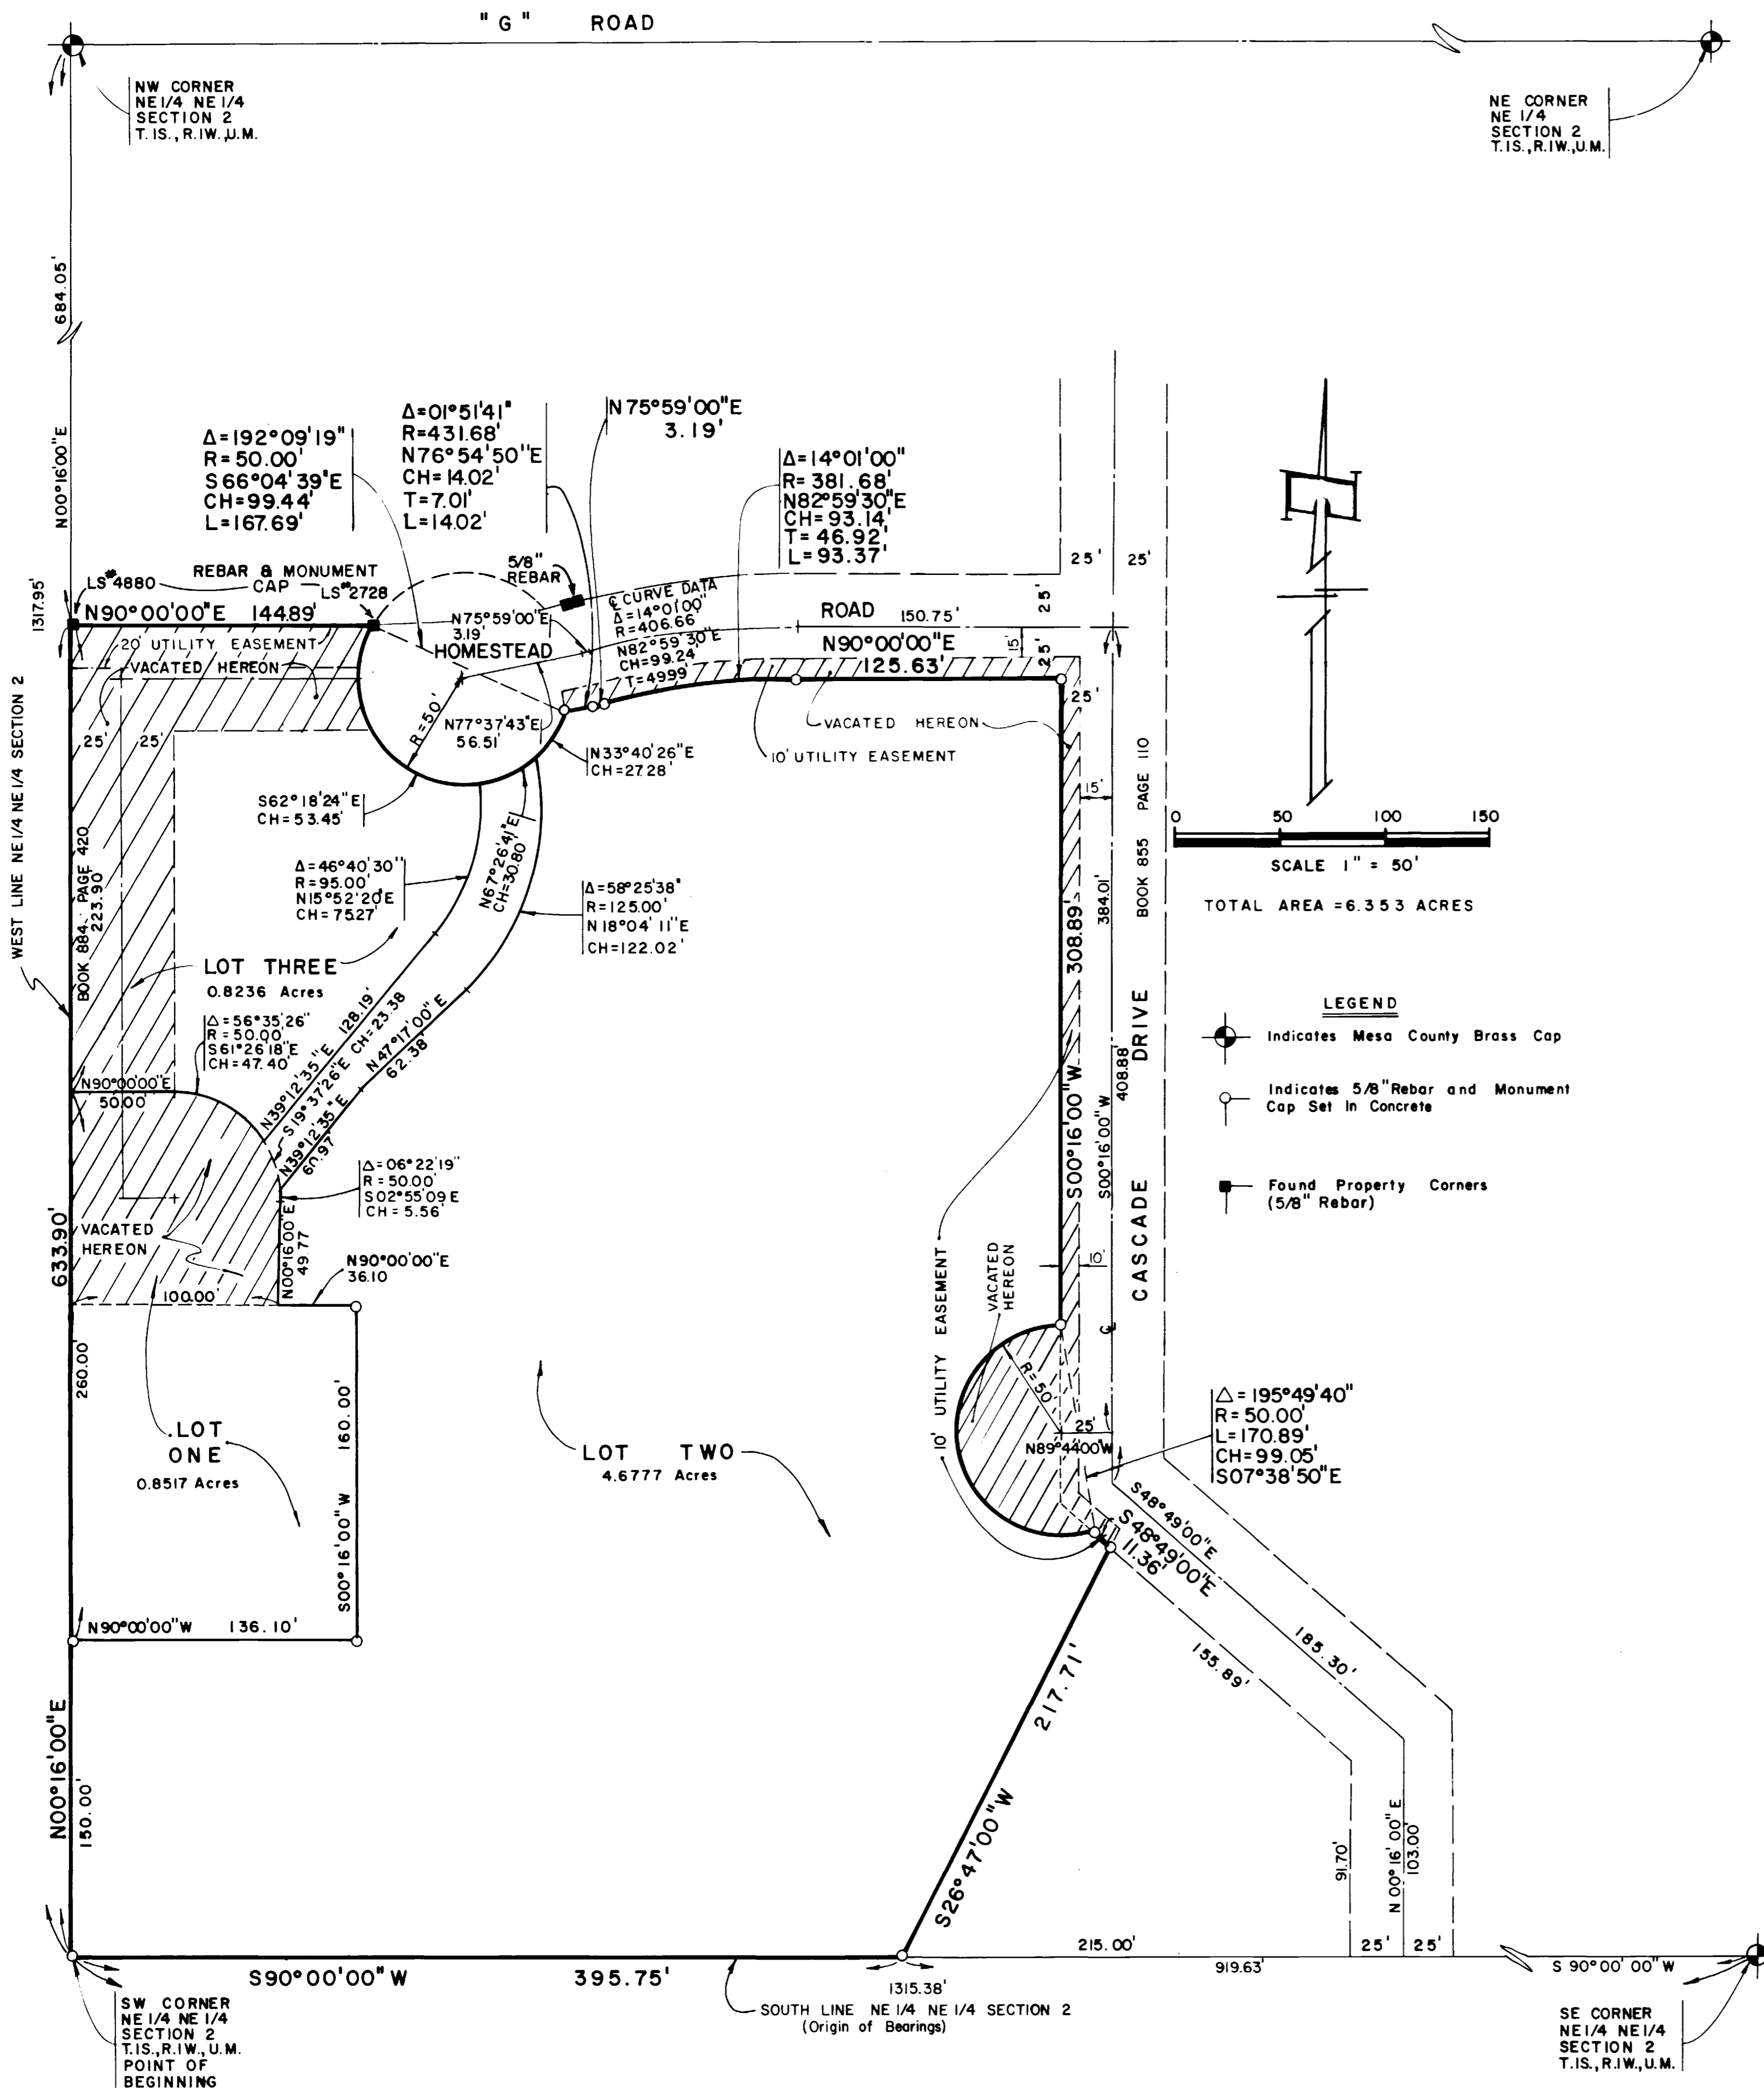 "G" ROAD
NW CORNER
NE 1/4 NE 1/4
SECTION 2
T.1S., R.1W., U.M.
NE CORNER
NE 1/4
SECTION 2
T.1S., R.1W., U.M.
684.05'
N00°16'00"E
1317.95'
WEST LINE NE 1/4 NE 1/4 SECTION 2
Δ=192°09'19"
R=50.00'
S66°04'39"E
CH=99.44'
L=167.69'
Δ=01°51'41"
R=431.68'
N76°54'50"E
CH=14.02'
T=7.01'
L=14.02'
N75°59'00"E
3.19'
Δ=14°01'00"
R=381.68'
N82°59'30"E
CH=93.14'
T=46.92'
L=93.37'
25' 25'
5/8"
REBAR
REBAR & MONUMENT
CAP
LS#4880
LS#2728
N90°00'00"E 144.89'
℄ CURVE DATA
Δ=14°01'00"
R=406.66'
N82°59'30"E
CH=99.24'
T=49.99'
N75°59'00"E
3.19'
HOMESTEAD
ROAD
150.75'
25'
N90°00'00"E
125.63'
15'
25'
25'
20' UTILITY EASEMENT
VACATED HEREON
25' 25'
R=50'
N77°37'43"E
56.51'
VACATED HEREON
10' UTILITY EASEMENT
N33°40'26"E
CH=27.28'
S62°18'24"E
CH=53.45'
15'
BOOK 855 PAGE 110
0 50 100 150
SCALE 1" = 50'
TOTAL AREA = 6.353 ACRES
BOOK 884 PAGE 420
223.90'
Δ=46°40'30"
R=95.00'
N15°52'20"E
CH=75.27'
N67°26'41"E
CH=30.80'
Δ=58°25'38"
R=125.00'
N18°04'11"E
CH=122.02'
384.01'
308.89'
LOT THREE
0.8236 Acres
LEGEND
Indicates Mesa County Brass Cap
Indicates 5/8" Rebar and Monument
Cap Set In Concrete
Found Property Corners
(5/8" Rebar)
Δ=56°35'26"
R=50.00'
S61°26'18"E
CH=47.40'
N39°12'35"E 128.19'
S19°37'26"E CH=23.38
N47°17'00"E
62.38'
N39°12'35"E
60.97'
N90°00'00"E
50.00'
Δ=06°22'19"
R=50.00'
S02°55'09 E
CH=5.56'
S00°16'00"W
S00°16'00"W
408.88'
CASCADE DRIVE
VACATED
HEREON
N00°16'00"E
49.77
N90°00'00"E
36.10
100.00'
633.90'
260.00'
10' UTILITY EASEMENT
VACATED
HEREON
10'
℄
R=50'
25'
N89°44'00"W
Δ=195°49'40"
R=50.00'
L=170.89'
CH=99.05'
S07°38'50"E
LOT
ONE
0.8517 Acres
160.00'
S00°16'00"W
LOT TWO
4.6777 Acres
S48°49'00"E
S48°49'00"E
11.36'
N90°00'00"W 136.10'
185.30'
155.89'
217.71'
S26°47'00"W
N00°16'00"E
150.00'
91.70'
N00°16'00"E
103.00'
215.00'
25' 25'
S90°00'00"W 395.75'
919.63'
S 90°00'00"W
1315.38'
SOUTH LINE NE 1/4 NE 1/4 SECTION 2
(Origin of Bearings)
SW CORNER
NE 1/4 NE 1/4
SECTION 2
T.1S., R.1W., U.M.
POINT OF
BEGINNING
SE CORNER
NE 1/4 NE 1/4
SECTION 2
T.1S., R.1W., U.M.